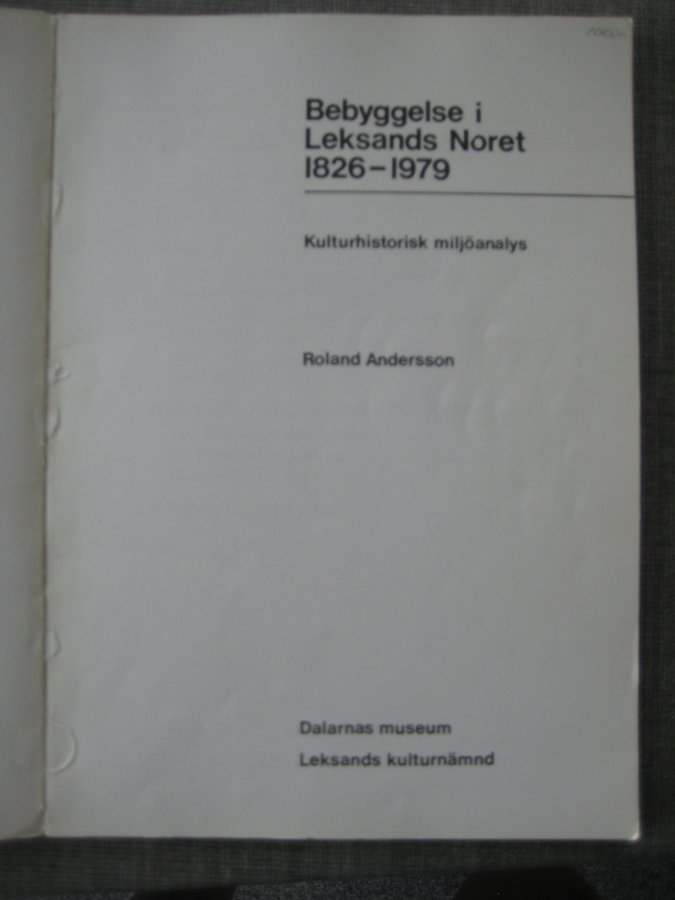 Bebyggelse i
Leksands Noret
1826–1979
Kulturhistorisk miljöanalys
Roland Andersson
Dalarnas museum
Leksands kulturnämnd